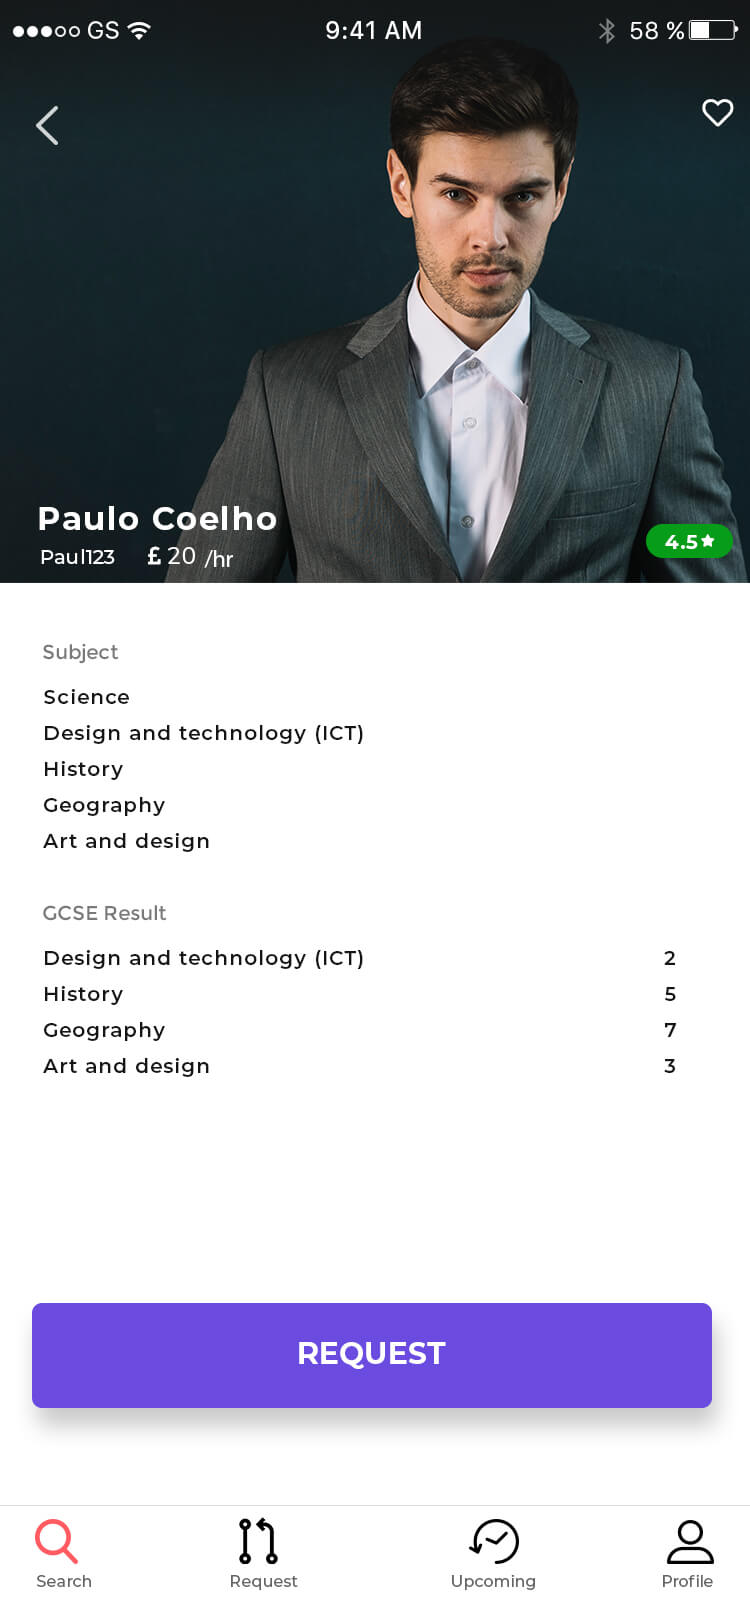 GS 9:41 AM 58 %
Paulo Coelho
Paul123 £ 20 /hr
4.5
Subject
Science
Design and technology (ICT)
History
Geography
Art and design
GCSE Result
Design and technology (ICT) 2
History 5
Geography 7
Art and design 3
REQUEST
Search Request Upcoming Profile